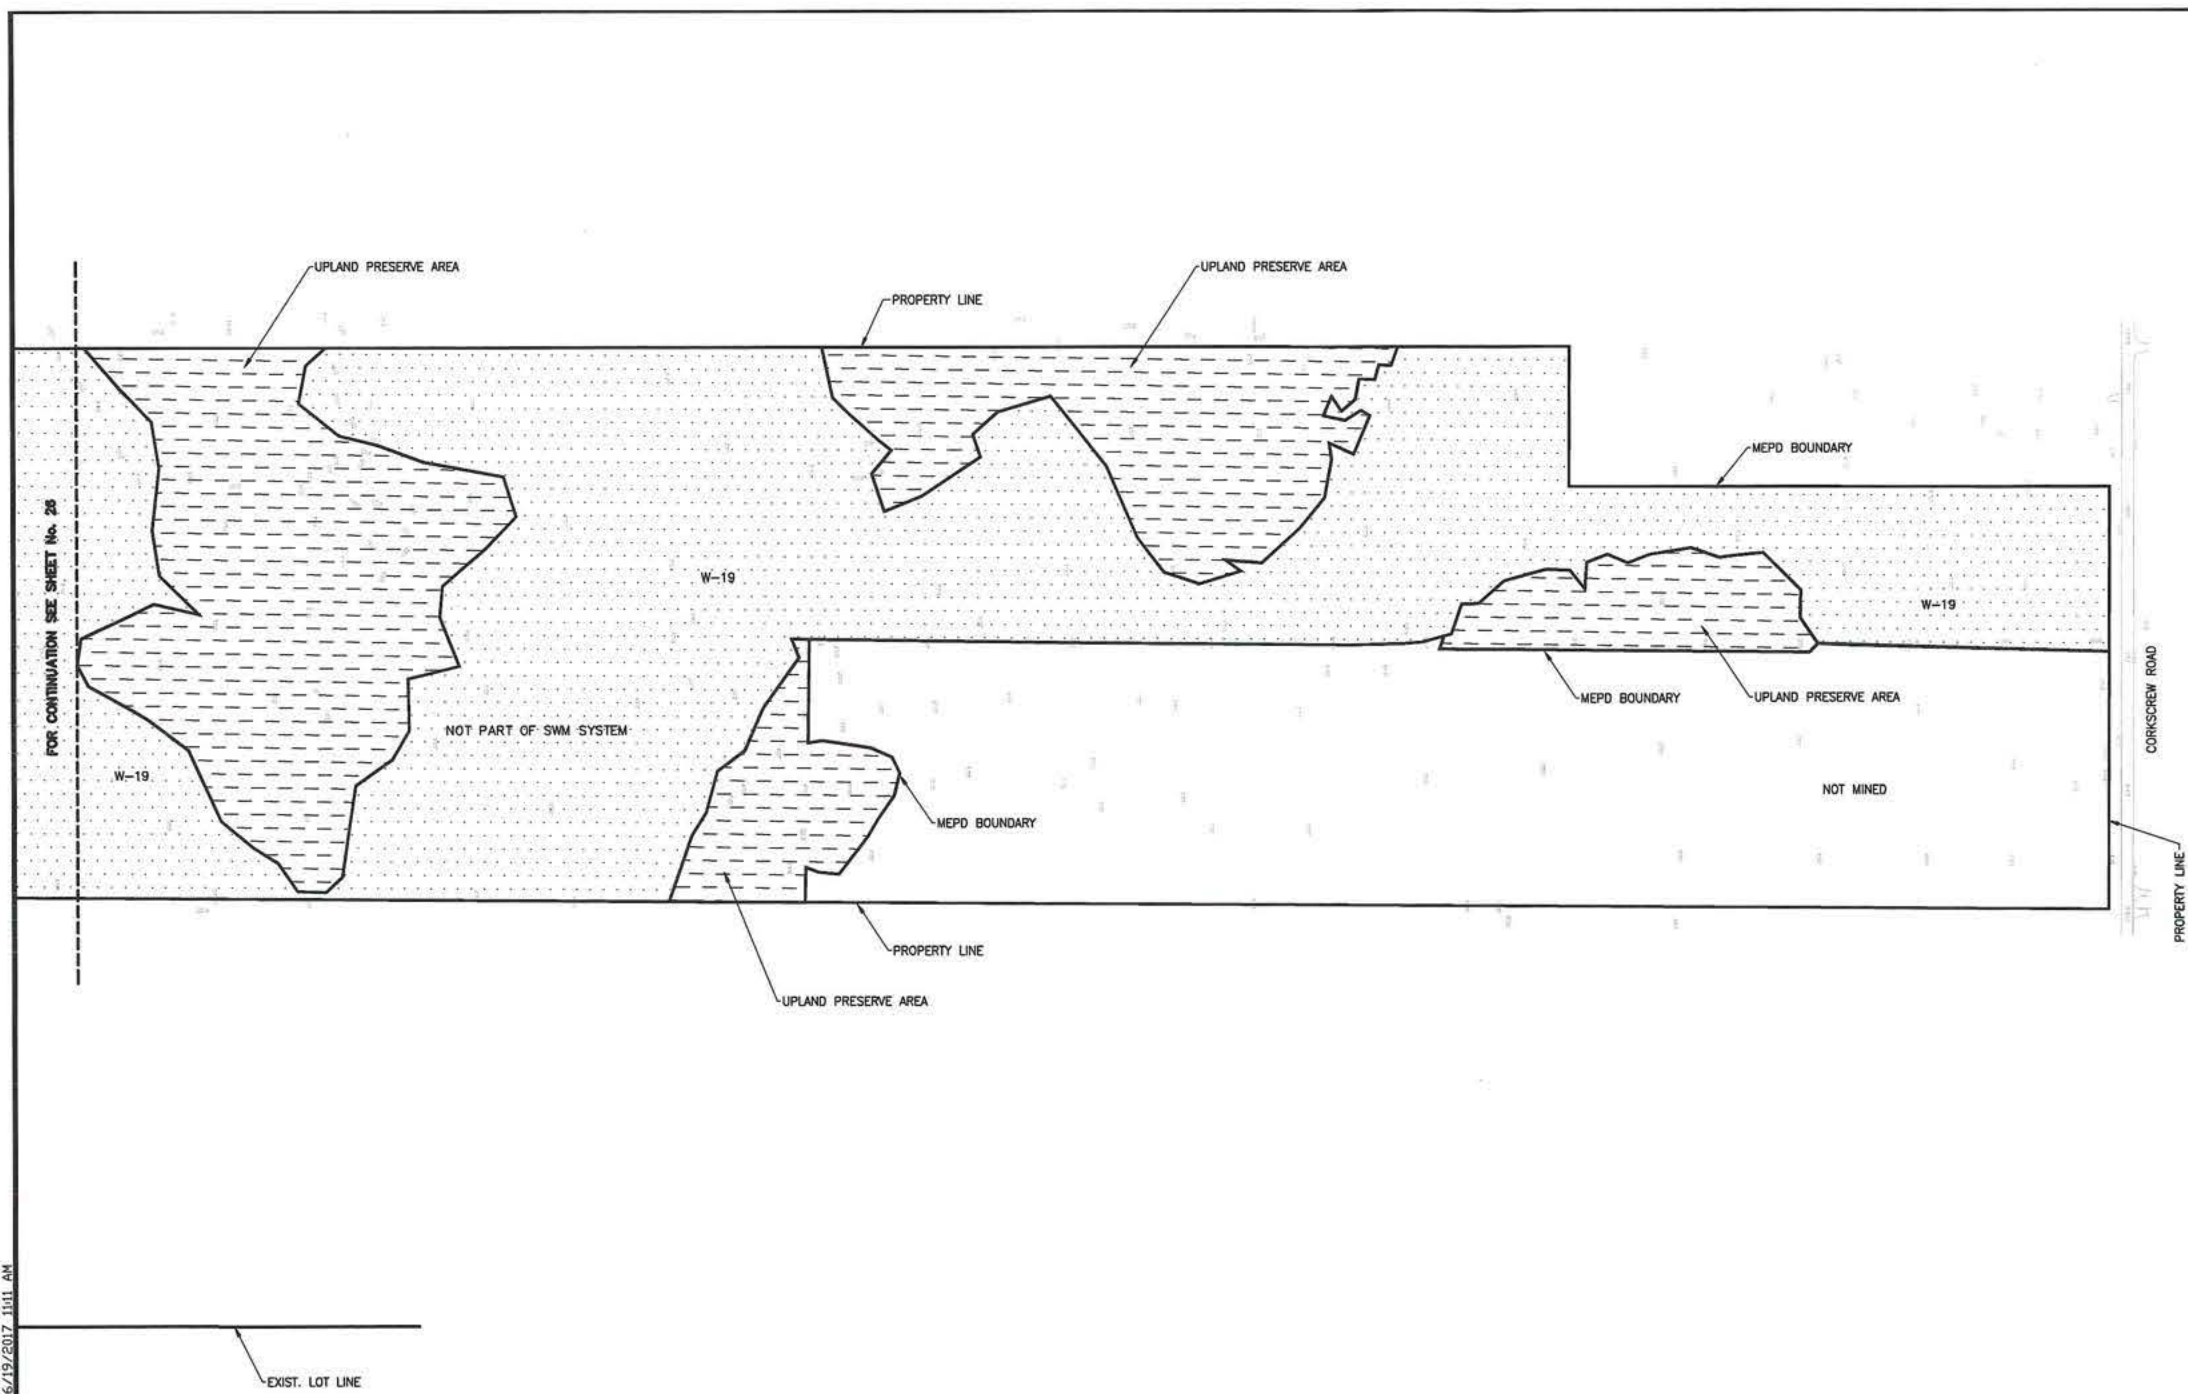 UPLAND PRESERVE AREA
UPLAND PRESERVE AREA
PROPERTY LINE
MEPD BOUNDARY
FOR CONTINUATION SEE SHEET No. 26
W-19
W-19
MEPD BOUNDARY
UPLAND PRESERVE AREA
CORKSCREW ROAD
NOT PART OF SWM SYSTEM
W-19
NOT MINED
MEPD BOUNDARY
PROPERTY LINE
PROPERTY LINE
UPLAND PRESERVE AREA
6/19/2017 11:11 AM
EXIST. LOT LINE